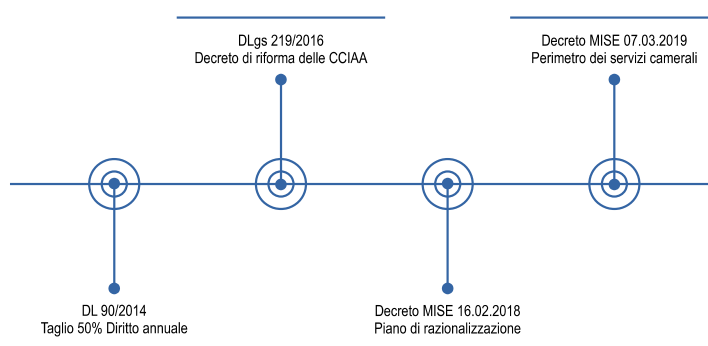 DLgs 219/2016
Decreto di riforma delle CCIAA
Decreto MISE 07.03.2019
Perimetro dei servizi camerali
DL 90/2014
Taglio 50% Diritto annuale
Decreto MISE 16.02.2018
Piano di razionalizzazione